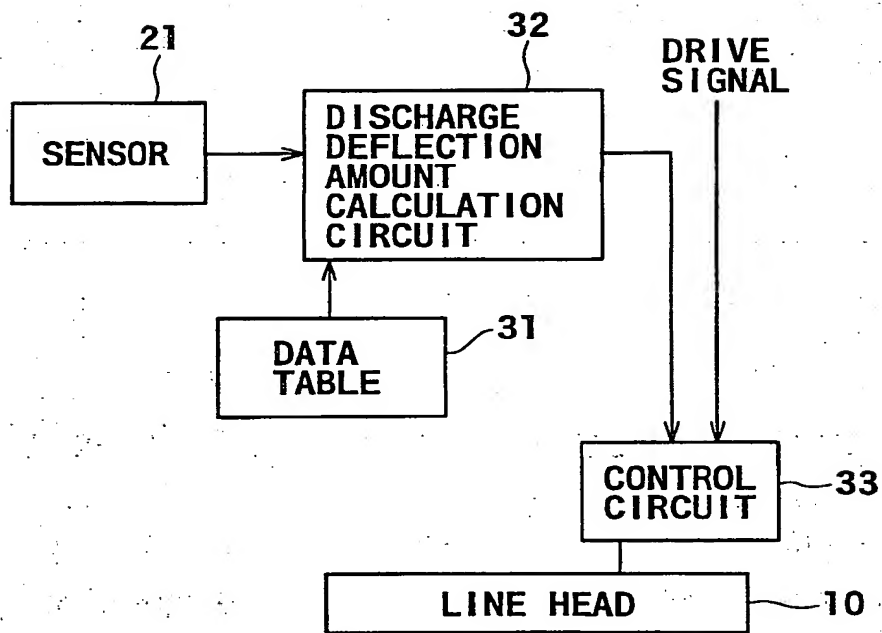 21
SENSOR
32
DISCHARGE
DEFLECTION
AMOUNT
CALCULATION
CIRCUIT
DRIVE
SIGNAL
31
DATA
TABLE
CONTROL
CIRCUIT
33
LINE HEAD
10